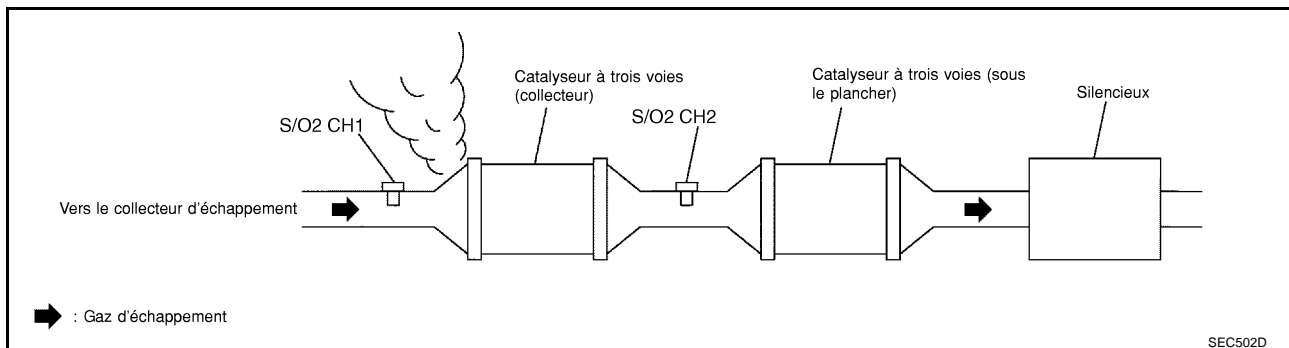 Catalyseur à trois voies
(collecteur)
Catalyseur à trois voies (sous
le plancher)
Silencieux
S/O2 CH1
S/O2 CH2
Vers le collecteur d'échappement
: Gaz d'échappement
SEC502D